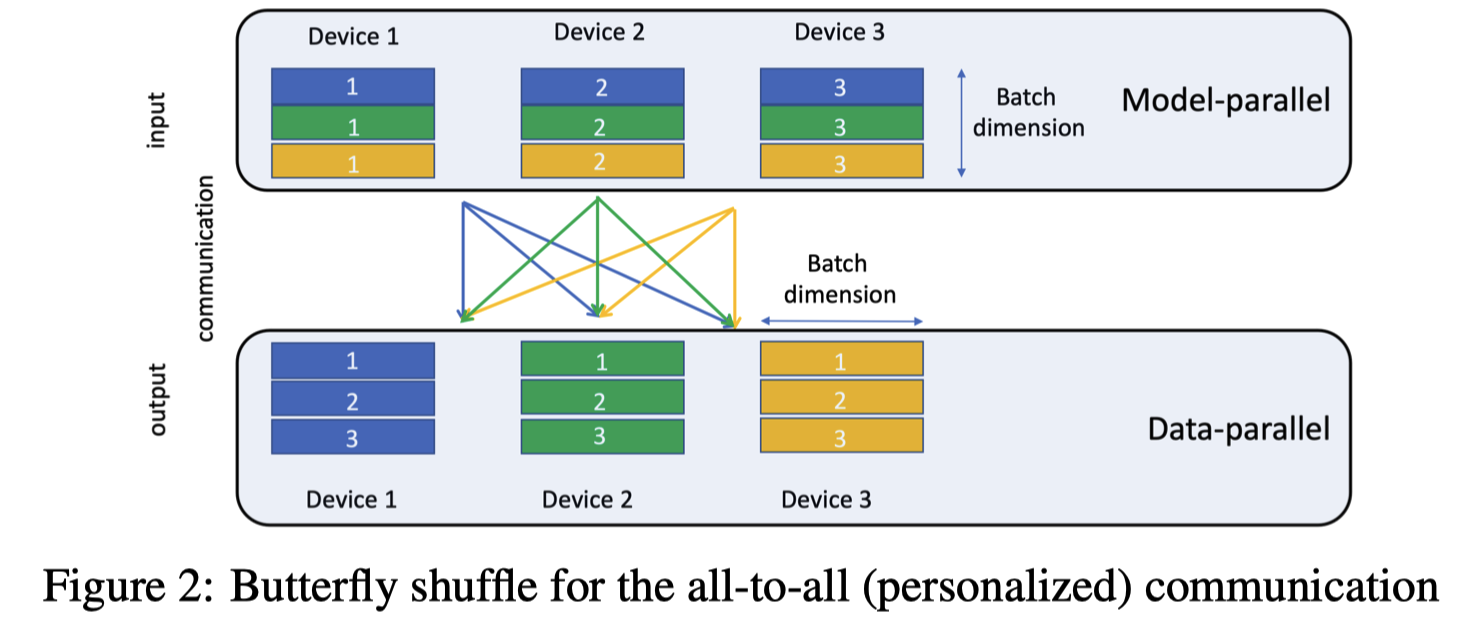 Device 1
Device 2
Device 3
input
1
2
3
1
2
3
1
2
3
Batch
dimension
Model-parallel
communication
Batch
dimension
output
1
1
1
2
2
2
3
3
3
Data-parallel
Device 1
Device 2
Device 3
Figure 2: Butterfly shuffle for the all-to-all (personalized) communication